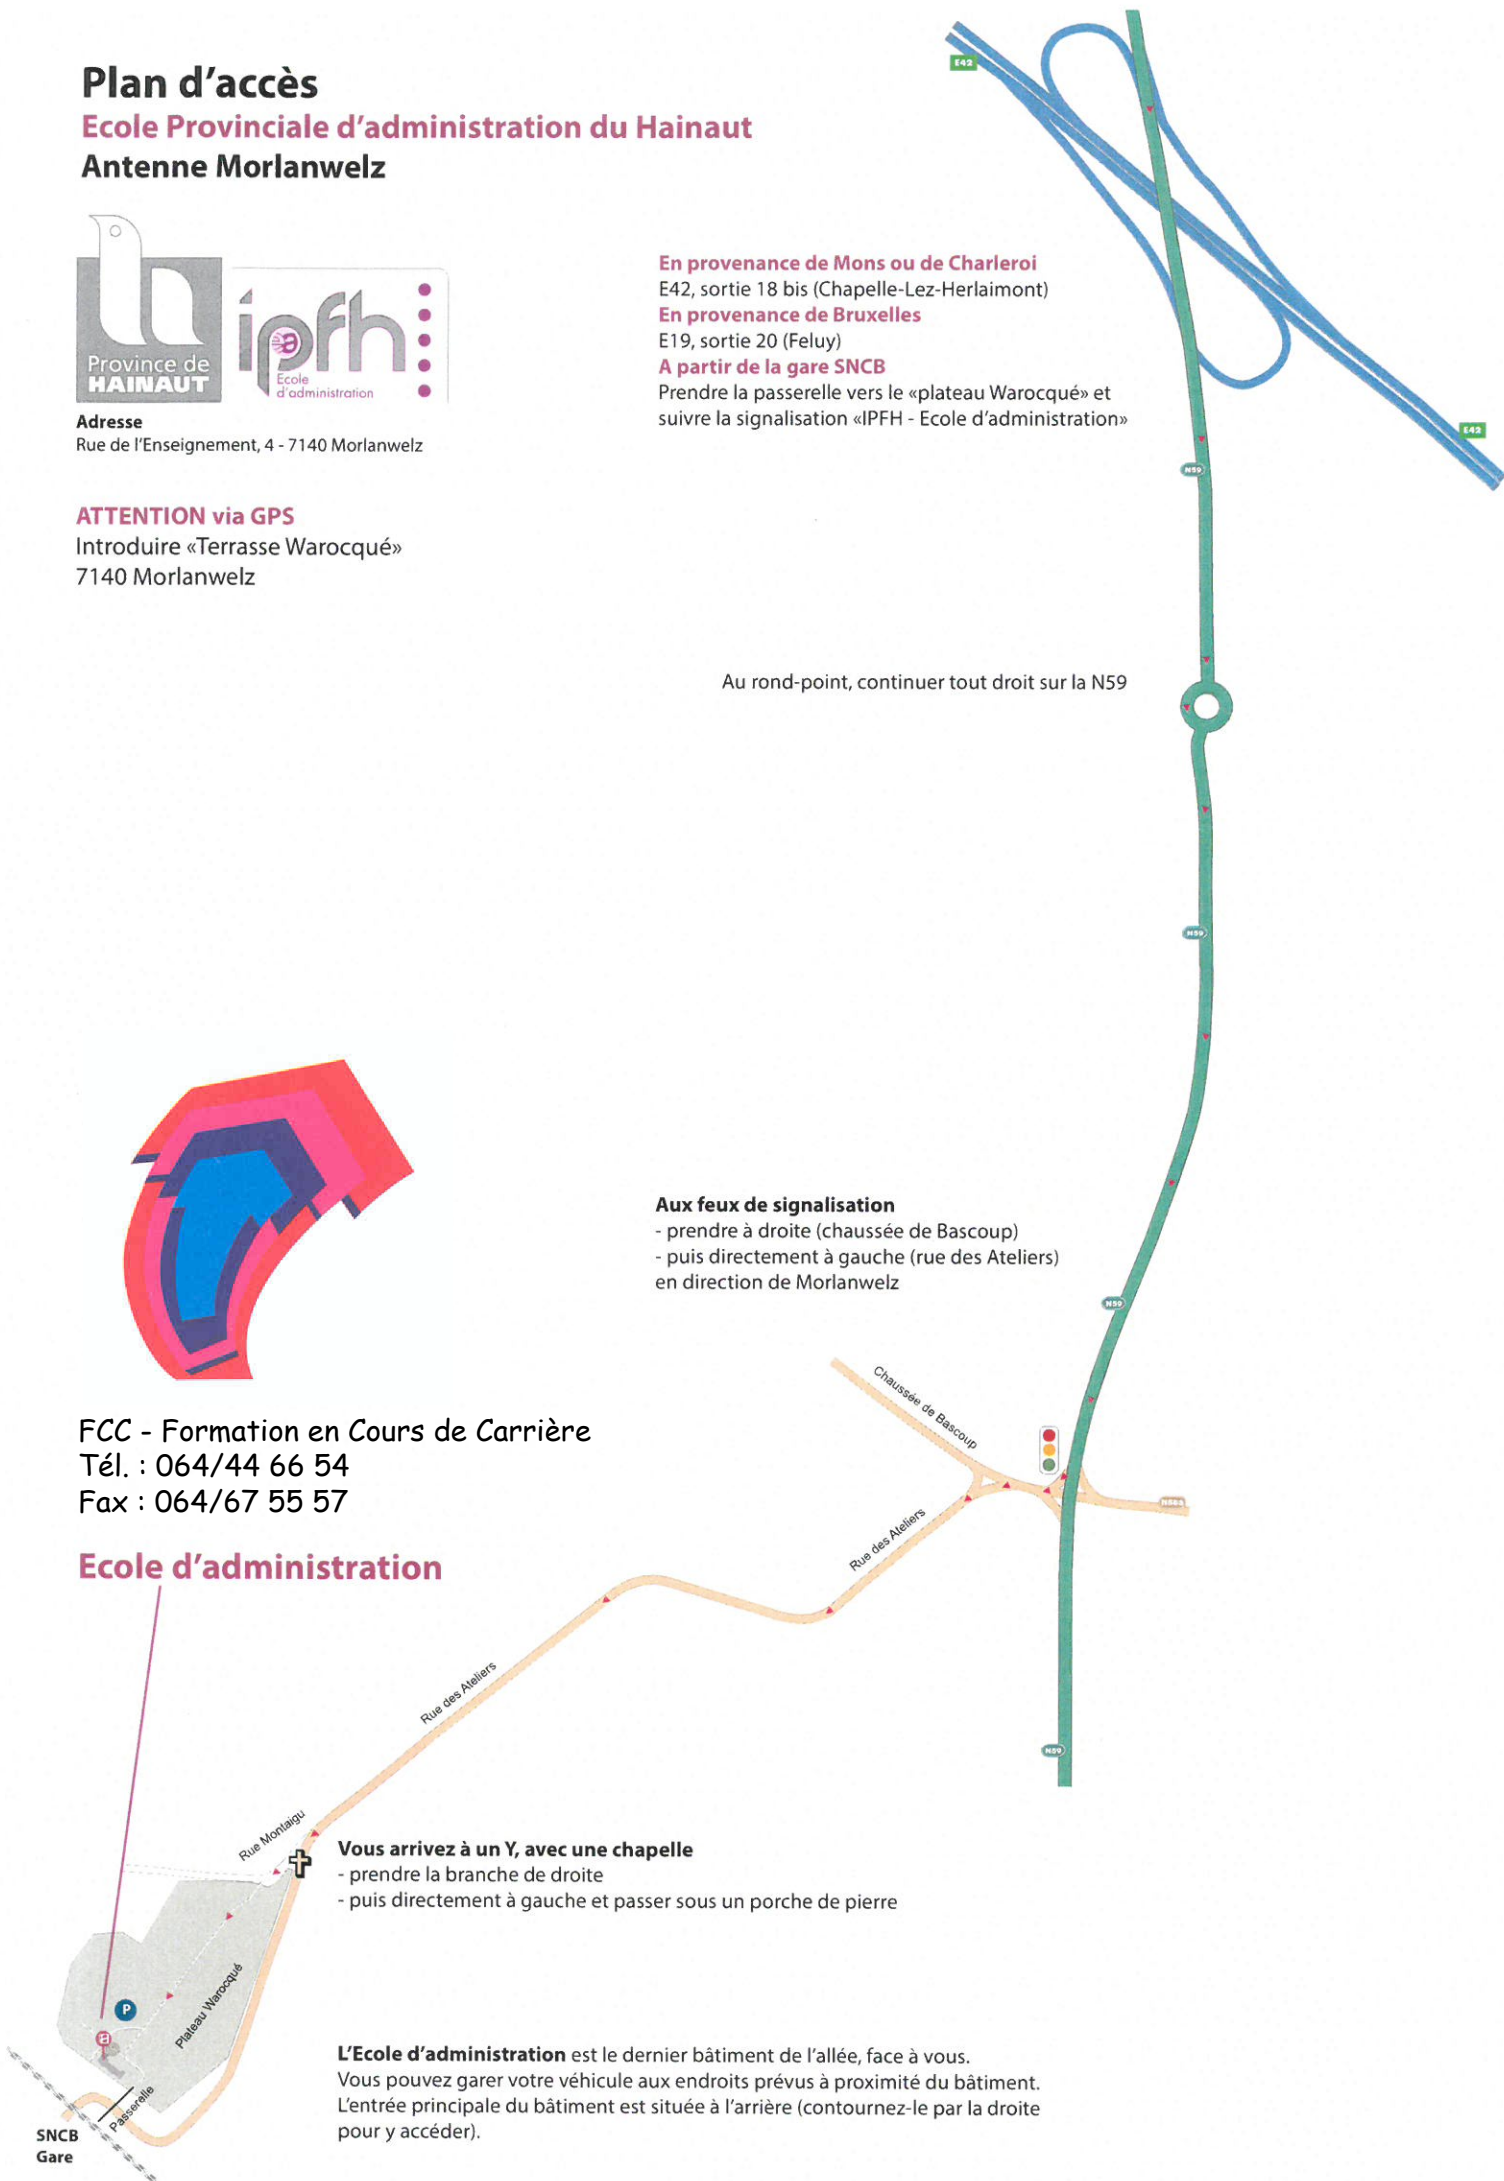 Plan d'accès
Ecole Provinciale d'administration du Hainaut
Antenne Morlanwelz
E42
Province de
HAINAUT
ipfh
a
Ecole
d'administration
Adresse
Rue de l'Enseignement, 4 - 7140 Morlanwelz
ATTENTION via GPS
Introduire «Terrasse Warocqué»
7140 Morlanwelz
En provenance de Mons ou de Charleroi
E42, sortie 18 bis (Chapelle-Lez-Herlaimont)
En provenance de Bruxelles
E19, sortie 20 (Feluy)
A partir de la gare SNCB
Prendre la passerelle vers le «plateau Warocqué» et
suivre la signalisation «IPFH - Ecole d'administration»
E42
N59
Au rond-point, continuer tout droit sur la N59
N59
Aux feux de signalisation
- prendre à droite (chaussée de Bascoup)
- puis directement à gauche (rue des Ateliers)
en direction de Morlanwelz
N59
Chaussée de Bascoup
Rue des Ateliers
FCC - Formation en Cours de Carrière
Tél. : 064/44 66 54
Fax : 064/67 55 57
Ecole d'administration
Rue des Ateliers
N59
Rue Montaigu
Vous arrivez à un Y, avec une chapelle
- prendre la branche de droite
- puis directement à gauche et passer sous un porche de pierre
Plateau Warocqué
P
a
L'Ecole d'administration est le dernier bâtiment de l'allée, face à vous.
Vous pouvez garer votre véhicule aux endroits prévus à proximité du bâtiment.
L'entrée principale du bâtiment est située à l'arrière (contournez-le par la droite
pour y accéder).
Passerelle
SNCB
Gare